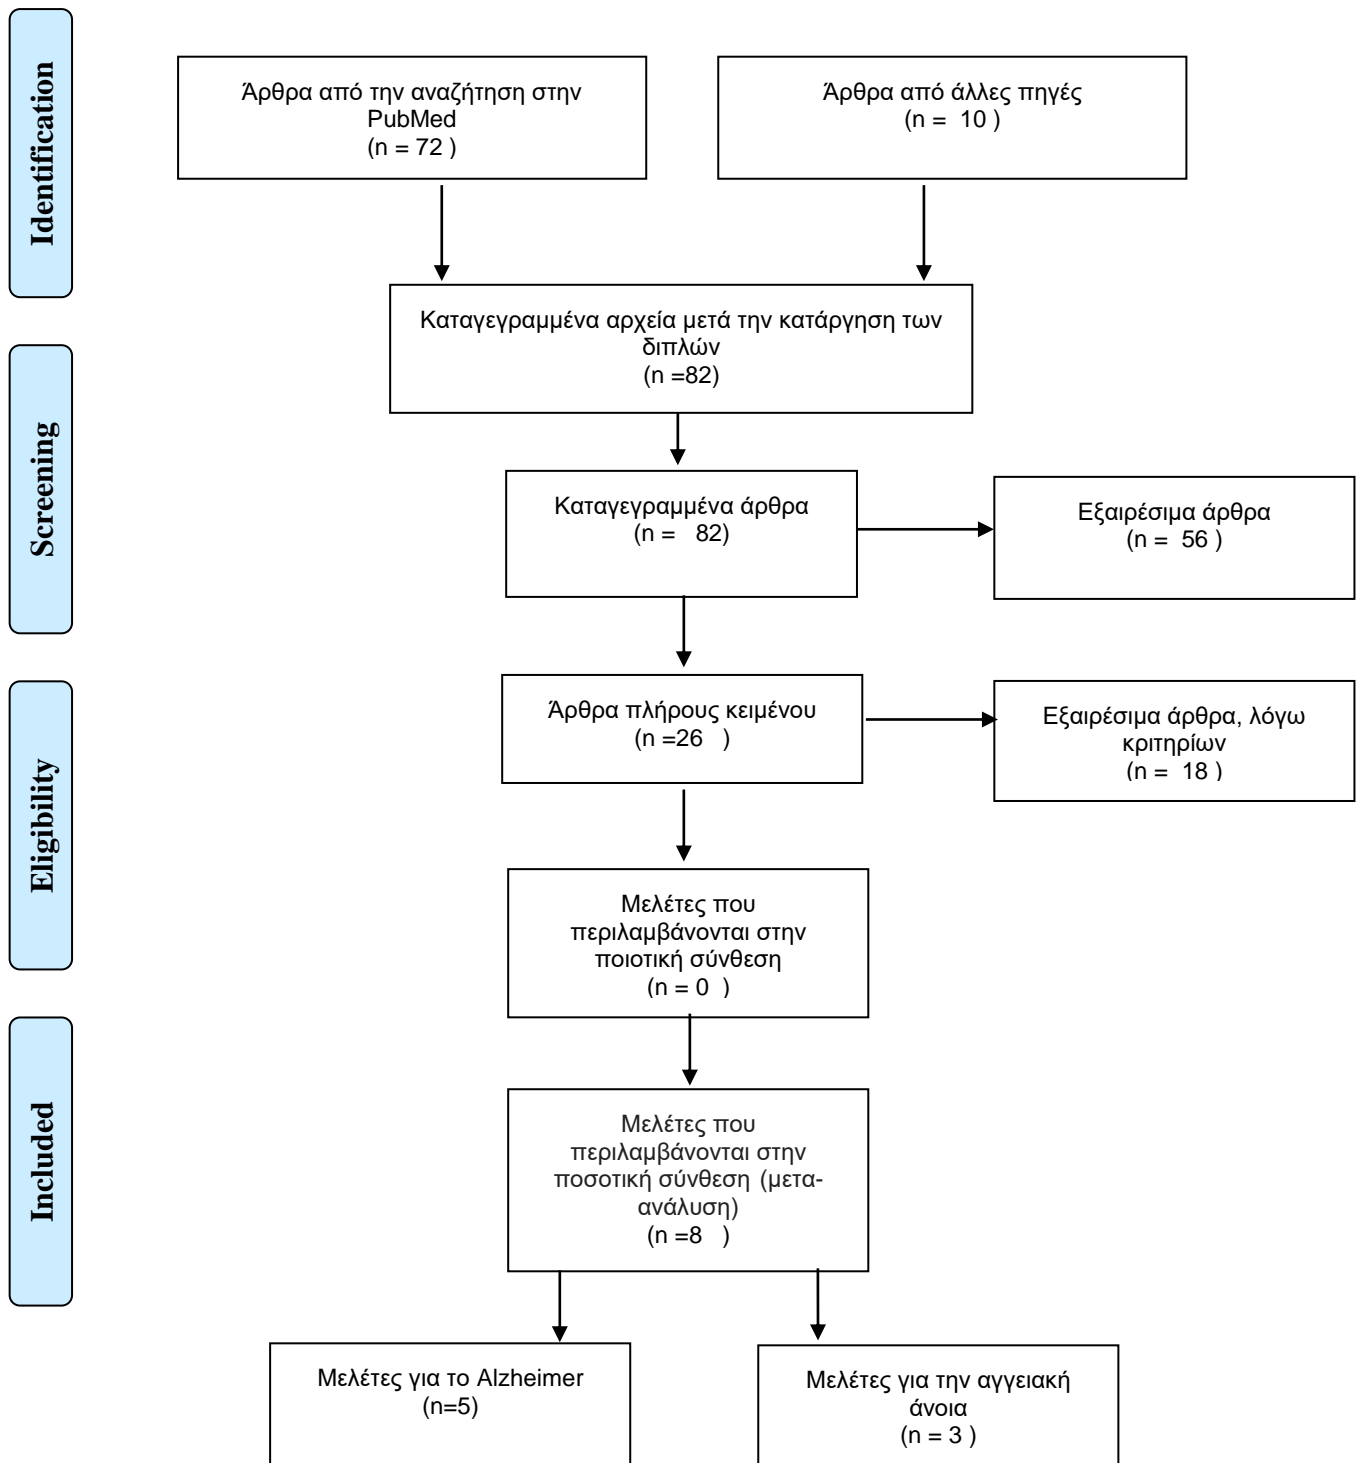 Identification
Άρθρα από την αναζήτηση στην
PubMed
(n = 72 )
Άρθρα από άλλες πηγές
(n = 10 )
Καταγεγραμμένα αρχεία μετά την κατάργηση των
διπλών
(n =82)
Screening
Καταγεγραμμένα άρθρα
(n = 82)
Εξαιρέσιμα άρθρα
(n = 56 )
Eligibility
Άρθρα πλήρους κειμένου
(n =26 )
Εξαιρέσιμα άρθρα, λόγω
κριτηρίων
(n = 18 )
Μελέτες που
περιλαμβάνονται στην
ποιοτική σύνθεση
(n = 0 )
Included
Μελέτες που
περιλαμβάνονται στην
ποσοτική σύνθεση (μετα-
ανάλυση)
(n =8 )
Μελέτες για το Alzheimer
(n=5)
Μελέτες για την αγγειακή
άνοια
(n = 3 )